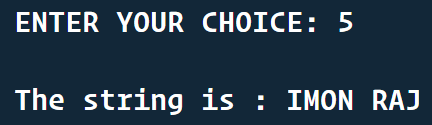 ENTER YOUR CHOICE: 5
The string is : IMON RAJ